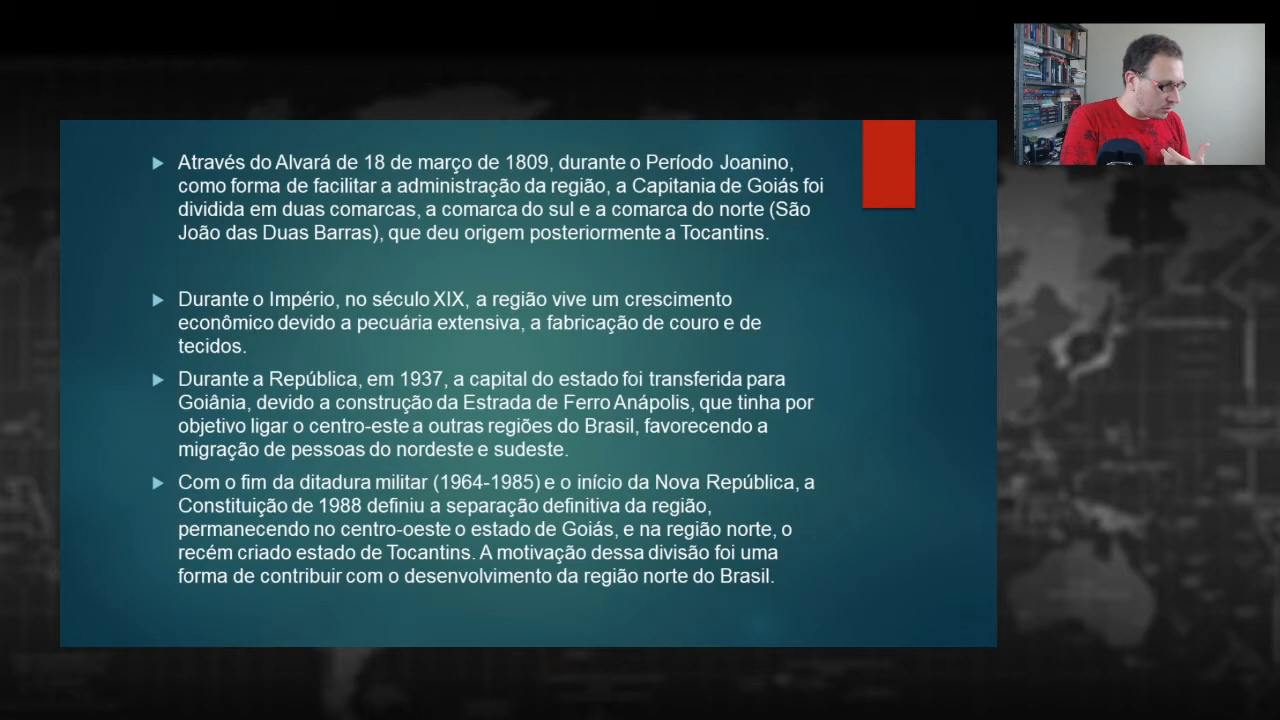 Através do Alvará de 18 de março de 1809, durante o Período Joanino,
como forma de facilitar a administração da região, a Capitania de Goiás foi
dividida em duas comarcas, a comarca do sul e a comarca do norte (São
João das Duas Barras), que deu origem posteriormente a Tocantins.
Durante o Império, no século XIX, a região vive um crescimento
econômico devido a pecuária extensiva, a fabricação de couro e de
tecidos.
Durante a República, em 1937, a capital do estado foi transferida para
Goiânia, devido a construção da Estrada de Ferro Anápolis, que tinha por
objetivo ligar o centro-este a outras regiões do Brasil, favorecendo a
migração de pessoas do nordeste e sudeste.
Com o fim da ditadura militar (1964-1985) e o início da Nova República, a
Constituição de 1988 definiu a separação definitiva da região,
permanecendo no centro-oeste o estado de Goiás, e na região norte, o
recém criado estado de Tocantins. A motivação dessa divisão foi uma
forma de contribuir com o desenvolvimento da região norte do Brasil.